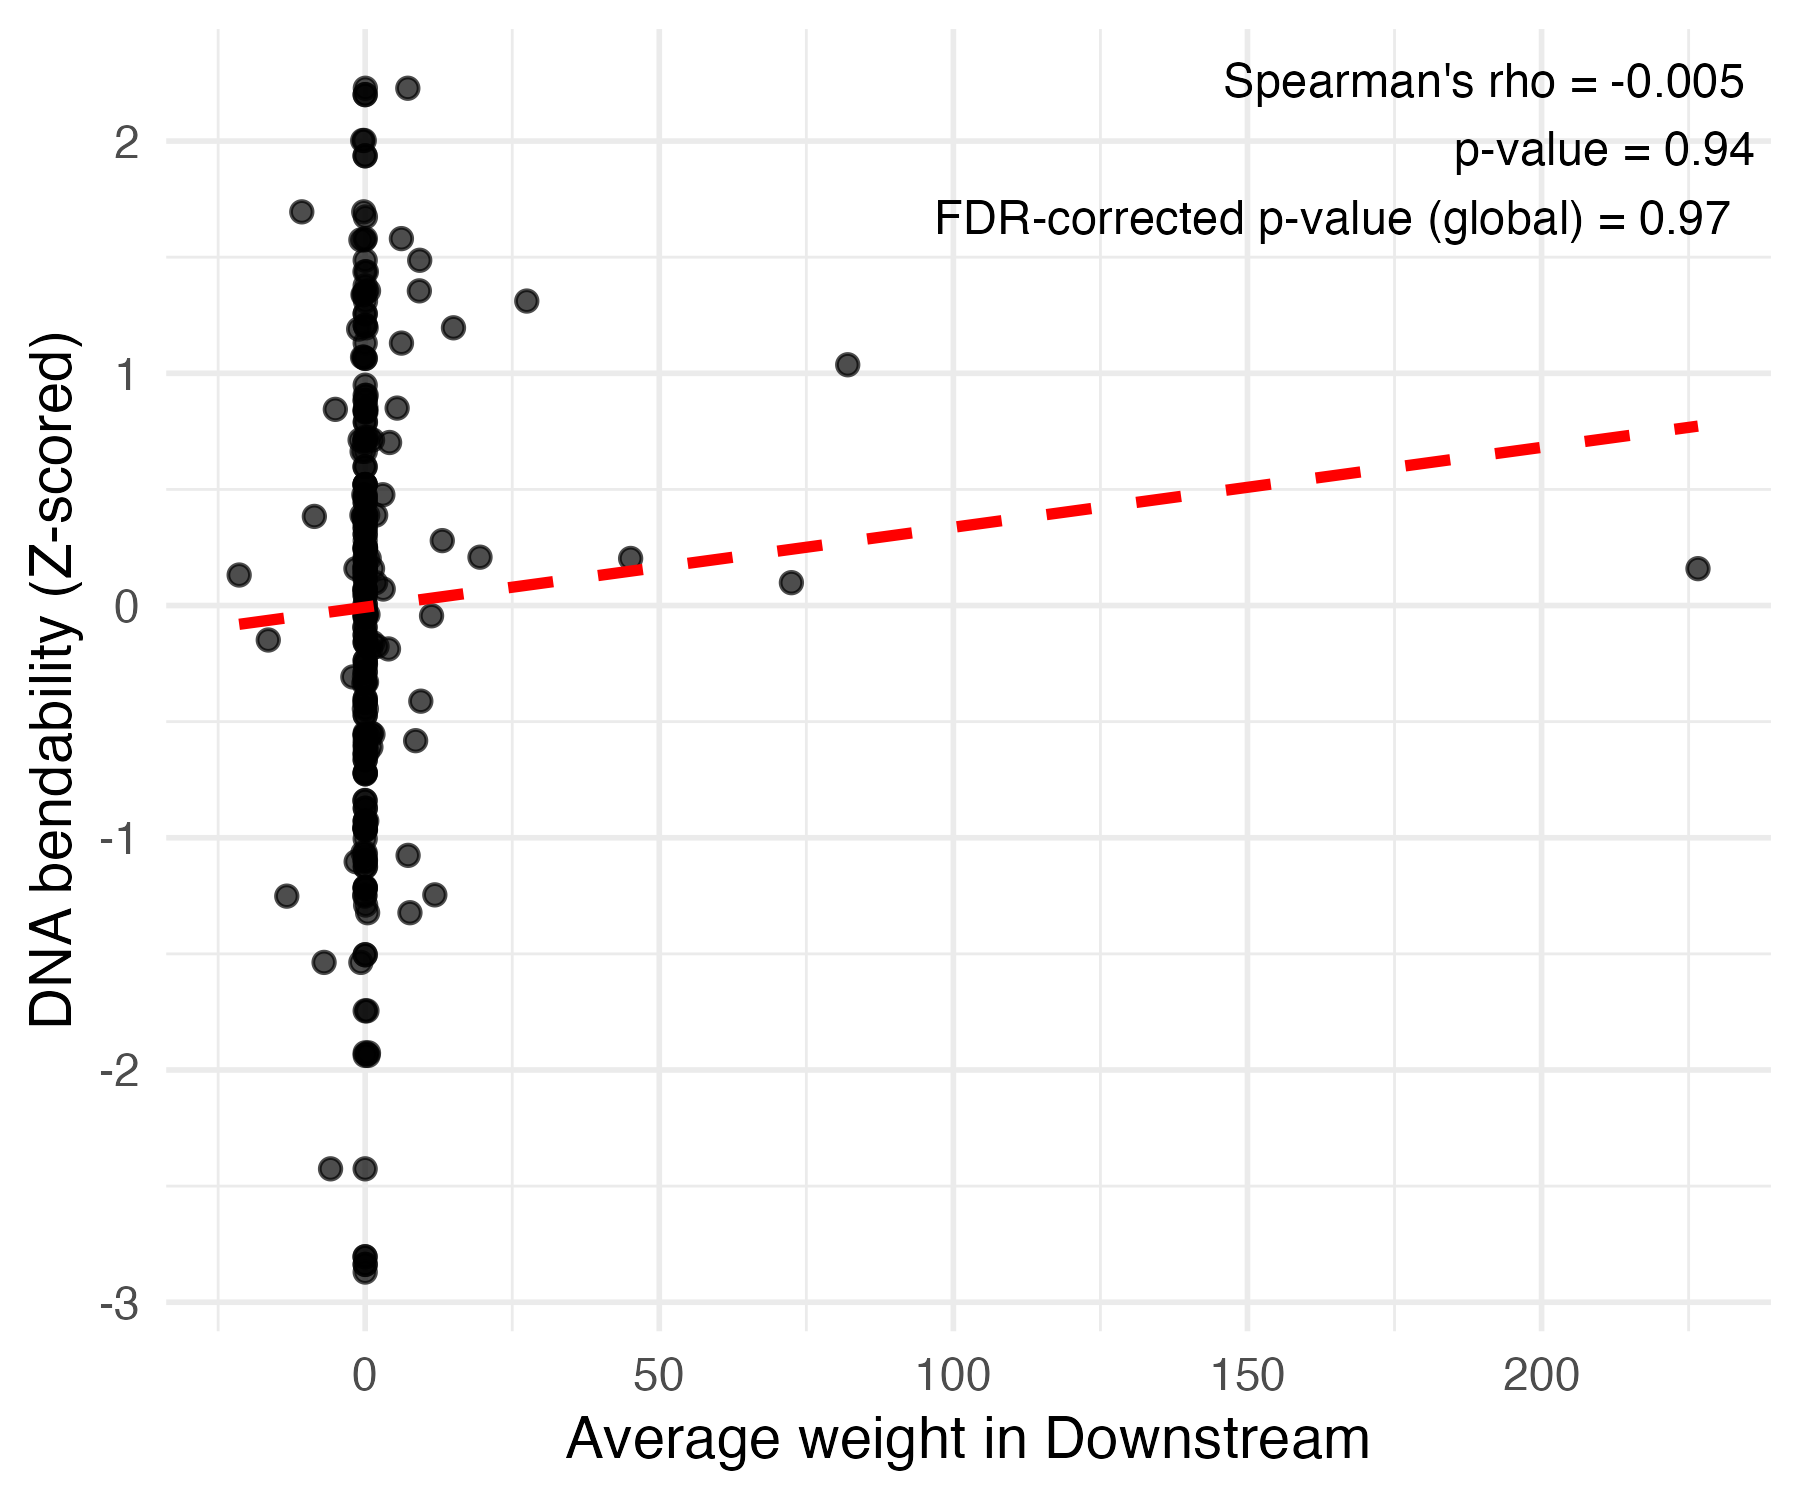 Spearman's rho = -0.005
p-value = 0.94
FDR-corrected p-value (global) = 0.97
DNA bendability (Z-scored)
2
1
0
-1
-2
-3
0 50 100 150 200
Average weight in Downstream